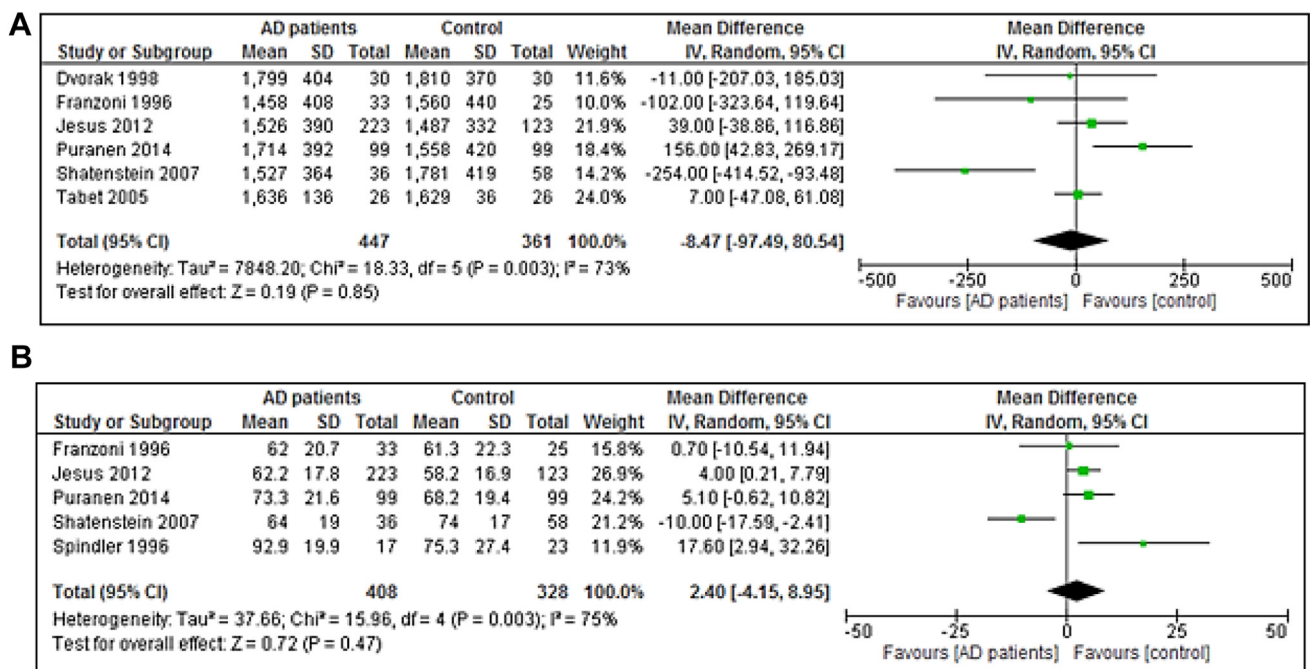 A
AD patients Control Mean Difference Mean Difference
Study or Subgroup Mean SD Total Mean SD Total Weight IV, Random, 95% CI IV, Random, 95% CI
Dvorak 1998 1,799 404 30 1,810 370 30 11.6% -11.00 [-207.03, 185.03]
Franzoni 1996 1,458 408 33 1,560 440 25 10.0% -102.00 [-323.64, 119.64]
Jesus 2012 1,526 390 223 1,487 332 123 21.9% 39.00 [-38.86, 116.86]
Puranen 2014 1,714 392 99 1,558 420 99 18.4% 156.00 [42.83, 269.17]
Shatenstein 2007 1,527 364 36 1,781 419 58 14.2% -254.00 [-414.52, -93.48]
Tabet 2005 1,636 136 26 1,629 36 26 24.0% 7.00 [-47.08, 61.08]
Total (95% CI) 447 361 100.0% -8.47 [-97.49, 80.54]
Heterogeneity: Tau² = 7848.20; Chi² = 18.33, df = 5 (P = 0.003); I² = 73%
Test for overall effect: Z = 0.19 (P = 0.85)
-500 -250 0 250 500
Favours [AD patients] Favours [control]
B
AD patients Control Mean Difference Mean Difference
Study or Subgroup Mean SD Total Mean SD Total Weight IV, Random, 95% CI IV, Random, 95% CI
Franzoni 1996 62 20.7 33 61.3 22.3 25 15.8% 0.70 [-10.54, 11.94]
Jesus 2012 62.2 17.8 223 58.2 16.9 123 26.9% 4.00 [0.21, 7.79]
Puranen 2014 73.3 21.6 99 68.2 19.4 99 24.2% 5.10 [-0.62, 10.82]
Shatenstein 2007 64 19 36 74 17 58 21.2% -10.00 [-17.59, -2.41]
Spindler 1996 92.9 19.9 17 75.3 27.4 23 11.9% 17.60 [2.94, 32.26]
Total (95% CI) 408 328 100.0% 2.40 [-4.15, 8.95]
Heterogeneity: Tau² = 37.66; Chi² = 15.96, df = 4 (P = 0.003); I² = 75%
Test for overall effect: Z = 0.72 (P = 0.47)
-50 -25 0 25 50
Favours [AD patients] Favours [control]